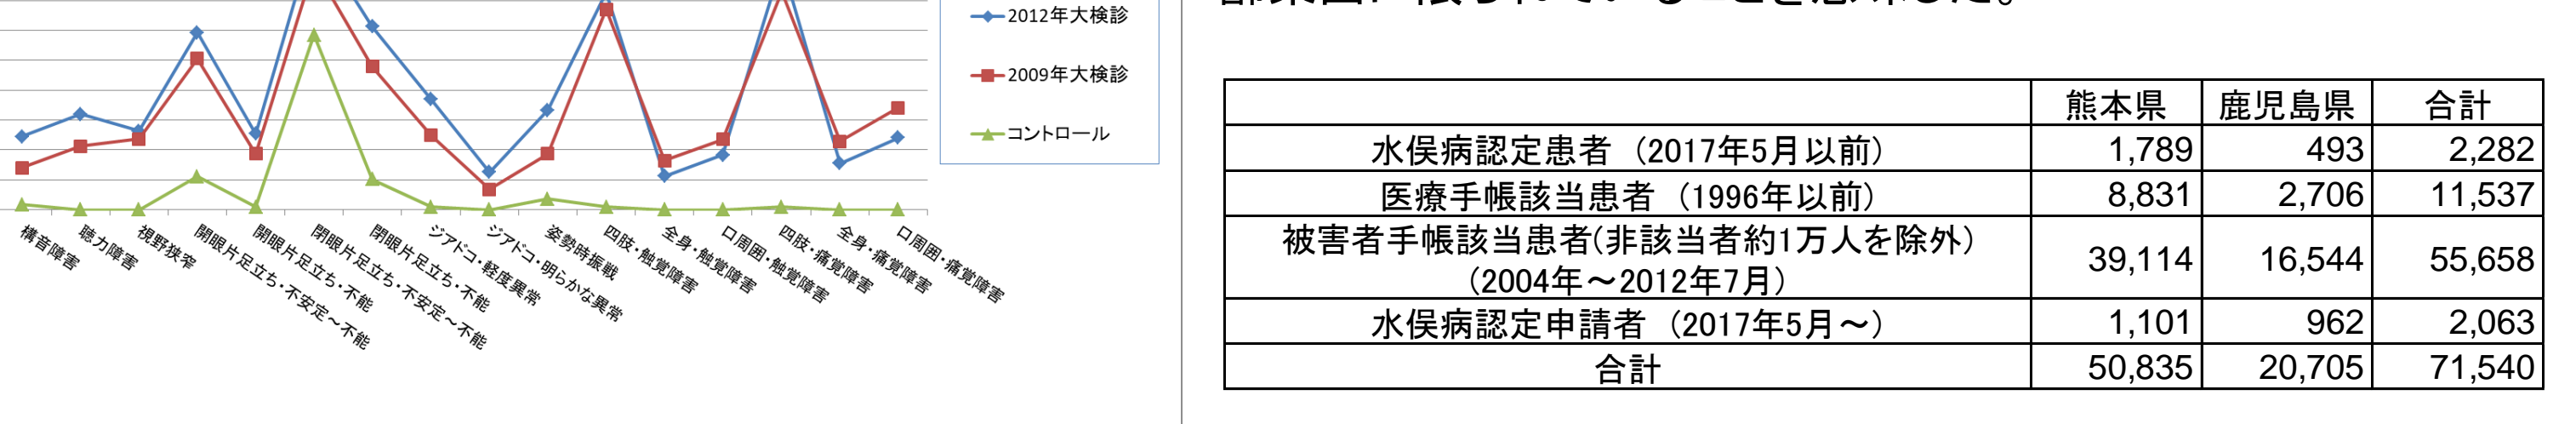 2012年大検診
2009年大検診
コントロール
構音障害
聴力障害
視野狭窄
開眼片足立ち・不安定～不能
開眼片足立ち・不能
閉眼片足立ち・不安定～不能
閉眼片足立ち・不能
ジアドコ・軽度異常
ジアドコ・明らかな異常
姿勢時振戦
四肢・触覚障害
全身・触覚障害
口周囲・触覚障害
四肢・痛覚障害
全身・痛覚障害
口周囲・痛覚障害
熊本県 鹿児島県 合計
水俣病認定患者（2017年5月以前） 1,789 493 2,282
医療手帳該当患者（1996年以前） 8,831 2,706 11,537
被害者手帳該当患者(非該当者約1万人を除外)
（2004年～2012年7月） 39,114 16,544 55,658
水俣病認定申請者（2017年5月～） 1,101 962 2,063
合計 50,835 20,705 71,540